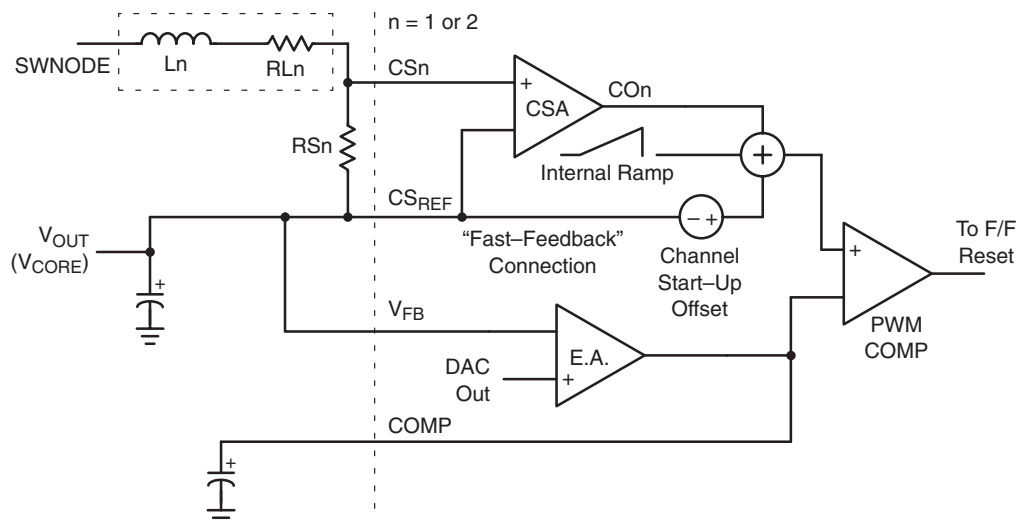 n = 1 or 2
SWNODE
Ln
RLn
CSn
+
CSA
COn
RSn
Internal Ramp
+
CSREF
– +
VOUT
(VCORE)
+
“Fast–Feedback”
Connection
Channel
Start–Up
Offset
+
To F/F
Reset
PWM
COMP
VFB
E.A.
DAC
Out
+
COMP
+